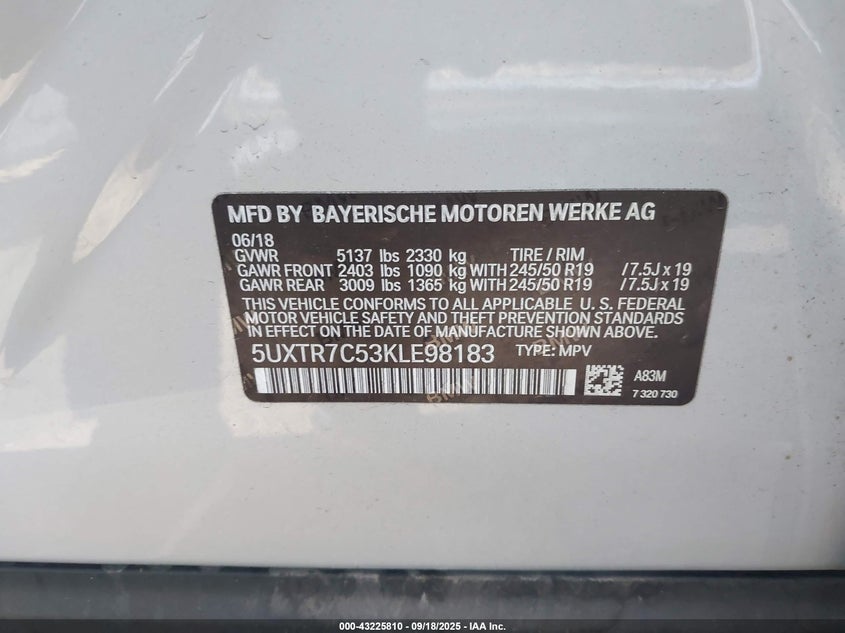 MFD BY BAYERISCHE MOTOREN WERKE AG
06/18
GVWR 5137 lbs 2330 kg TIRE / RIM
GAWR FRONT 2403 lbs 1090 kg WITH 245/50 R19 / 7.5J x 19
GAWR REAR 3009 lbs 1365 kg WITH 245/50 R19 / 7.5J x 19
THIS VEHICLE CONFORMS TO ALL APPLICABLE U. S. FEDERAL
MOTOR VEHICLE SAFETY AND THEFT PREVENTION STANDARDS
IN EFFECT ON THE DATE OF MANUFACTURE SHOWN ABOVE.
5UXTR7C53KLE98183 TYPE: MPV
A83M
7 320 730
000-43225810 - 09/18/2025 - IAA Inc.